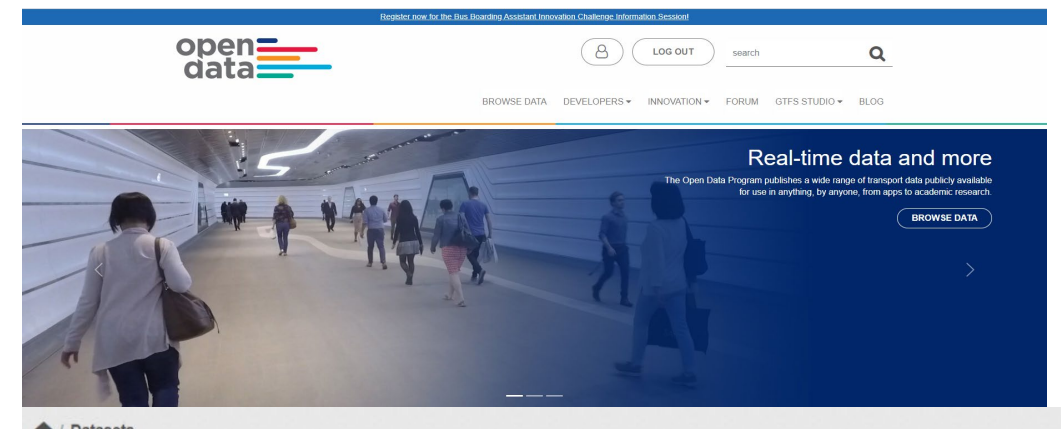 Register now for the Bus Boarding Assistant Innovation Challenge Information Session!
open
data
LOG OUT
search
BROWSE DATA DEVELOPERS INNOVATION FORUM GTFS STUDIO BLOG
Real-time data and more
The Open Data Program publishes a wide range of transport data publicly available
for use in anything, by anyone, from apps to academic research.
BROWSE DATA
/ Datasets